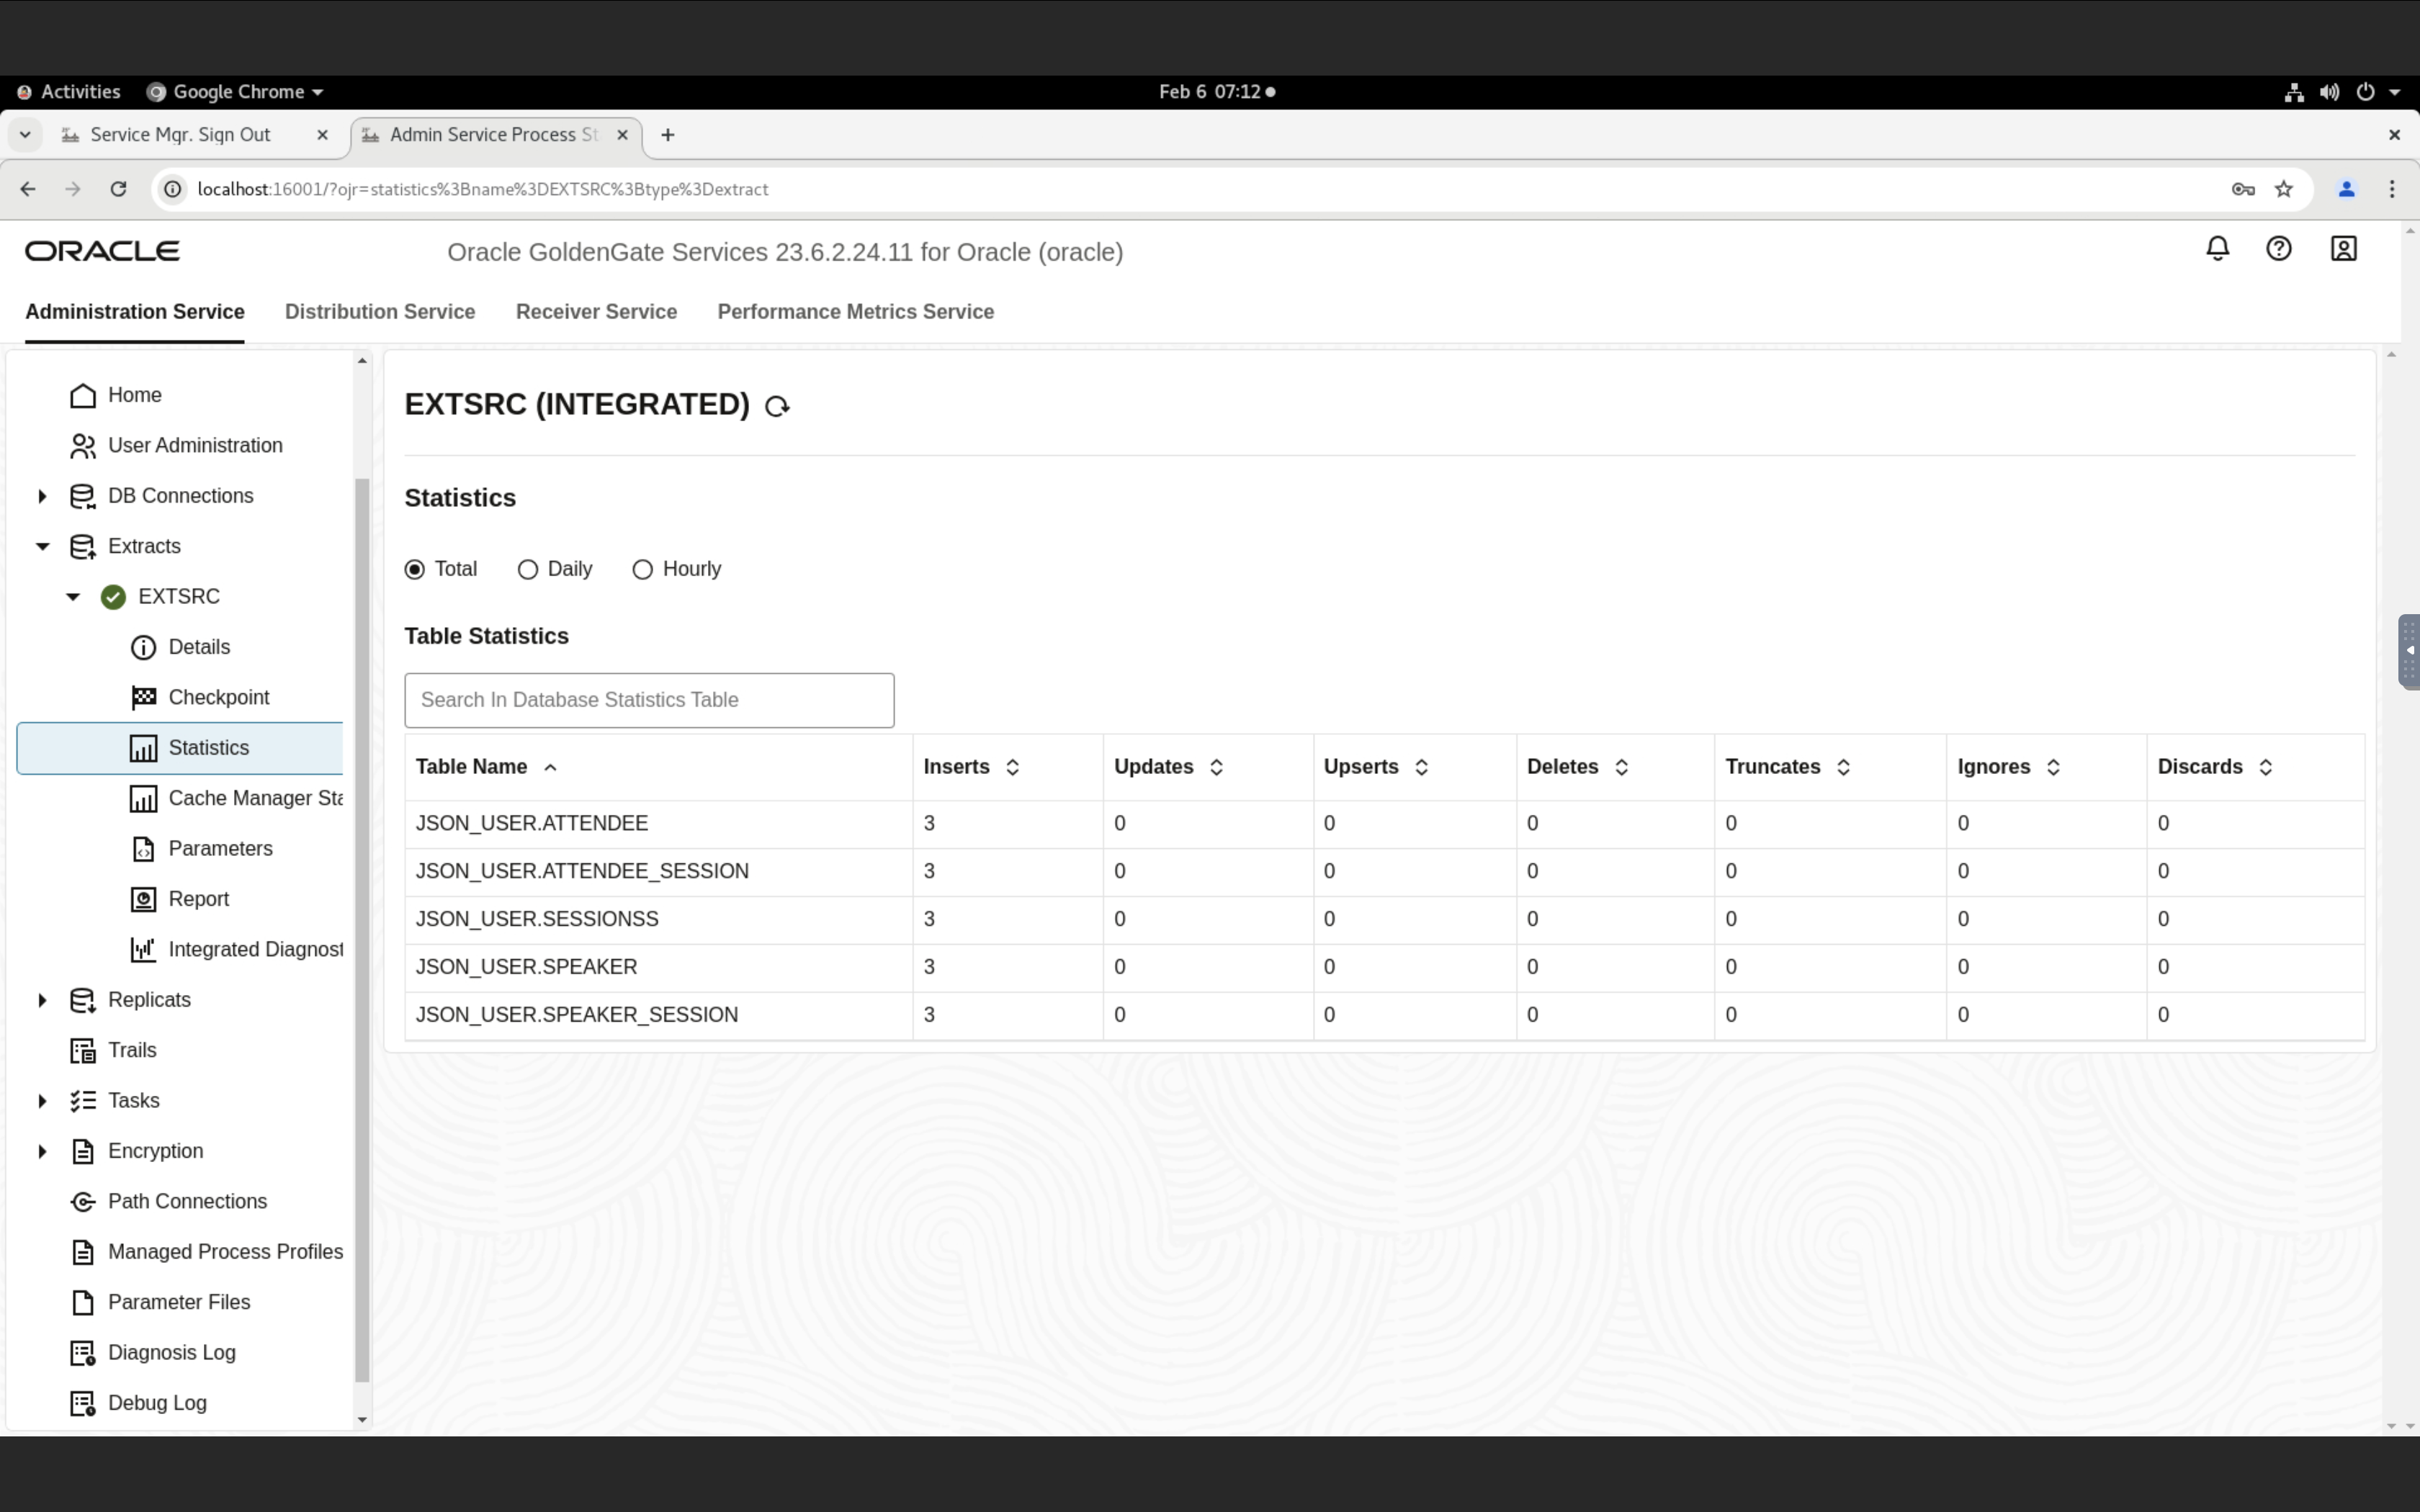 Activities Google Chrome Feb 6 07:12
Service Mgr. Sign Out Admin Service Process St
localhost:16001/?ojr=statistics%3Bname%3DEXTSRC%3Btype%3Dextract
ORACLE Oracle GoldenGate Services 23.6.2.24.11 for Oracle (oracle)
Administration Service Distribution Service Receiver Service Performance Metrics Service
Home
User Administration
DB Connections
Extracts
EXTSRC
Details
Checkpoint
Statistics
Cache Manager Sta
Parameters
Report
Integrated Diagnost
Replicats
Trails
Tasks
Encryption
Path Connections
Managed Process Profiles
Parameter Files
Diagnosis Log
Debug Log
EXTSRC (INTEGRATED)
Statistics
Total Daily Hourly
Table Statistics
Search In Database Statistics Table
Table Name Inserts Updates Upserts Deletes Truncates Ignores Discards
JSON_USER.ATTENDEE 3 0 0 0 0 0 0
JSON_USER.ATTENDEE_SESSION 3 0 0 0 0 0 0
JSON_USER.SESSIONSS 3 0 0 0 0 0 0
JSON_USER.SPEAKER 3 0 0 0 0 0 0
JSON_USER.SPEAKER_SESSION 3 0 0 0 0 0 0